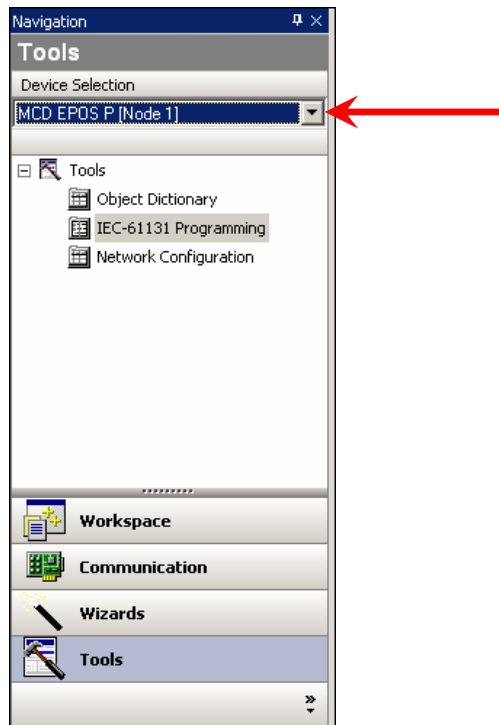 Navigation
Tools
Device Selection
MCD EPOS P [Node 1]
Tools
Object Dictionary
IEC-61131 Programming
Network Configuration
Workspace
Communication
Wizards
Tools